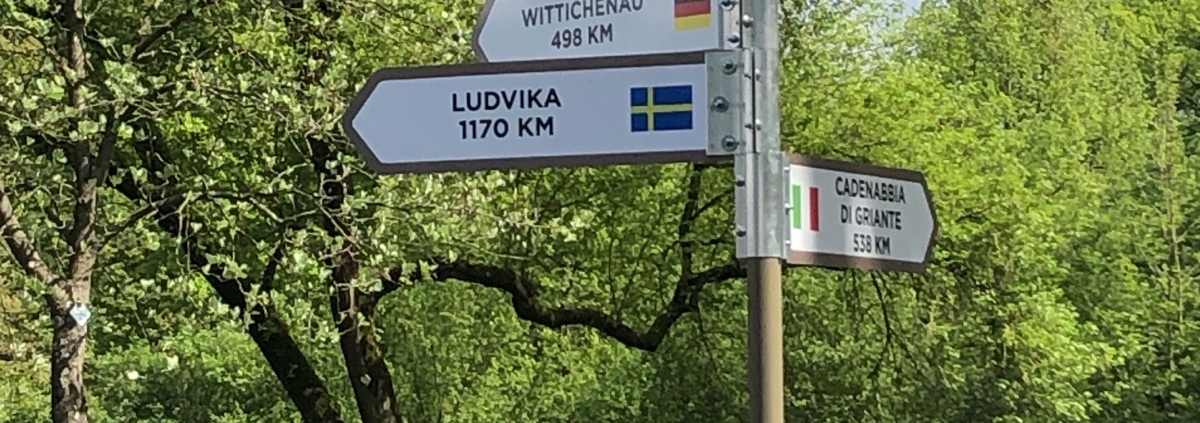 WITTICHENAU
498 KM
LUDVIKA
1170 KM
CADENABBIA
DI GRIANTE
538 KM